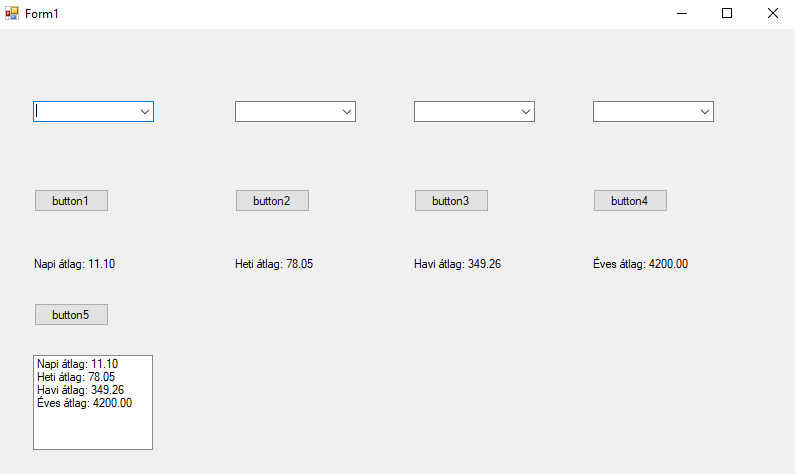 Form1
button1
button2
button3
button4
Napi átlag: 11.10
Heti átlag: 78.05
Havi átlag: 349.26
Éves átlag: 4200.00
button5
Napi átlag: 11.10
Heti átlag: 78.05
Havi átlag: 349.26
Éves átlag: 4200.00